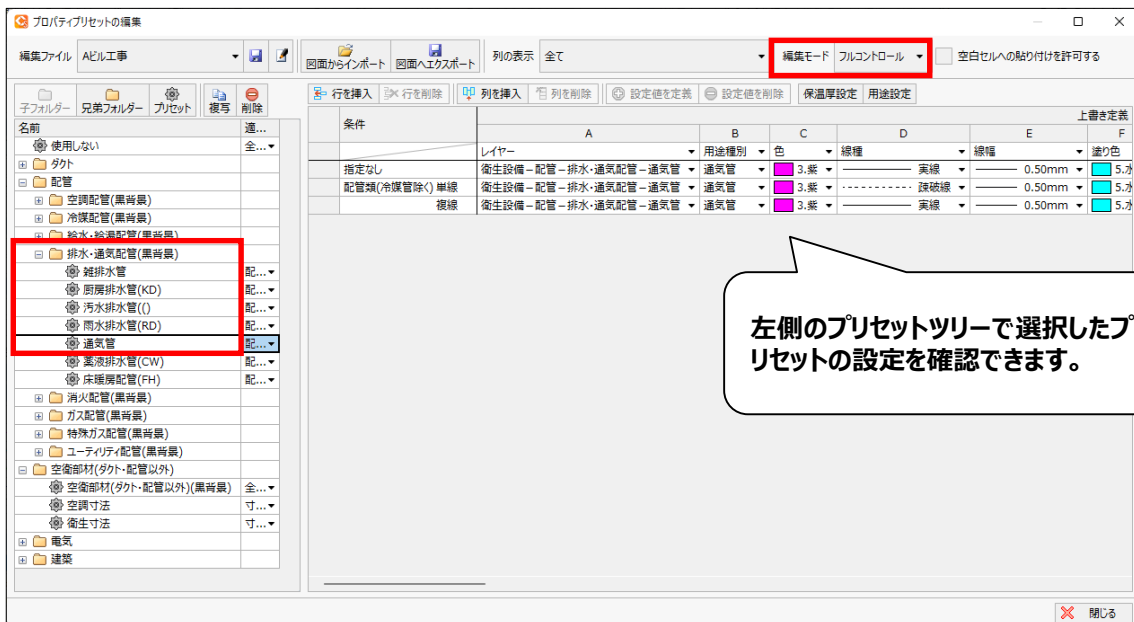 プロパティプリセットの編集
編集ファイル Aビル工事 図面からインポート 図面へエクスポート 列の表示 全て 編集モード フルコントロール 空白セルへの貼り付けを許可する
子フォルダー 兄弟フォルダー プリセット 複写 削除
行を挿入 行を削除 列を挿入 列を削除 設定値を定義 設定値を削除 保温厚設定 用途設定
名前 適...
使用しない 全...
ダクト
配管
空調配管(黒背景)
冷媒配管(黒背景)
給水・給湯配管(黒背景)
排水・通気配管(黒背景)
雑排水管 配...
厨房排水管(KD) 配...
汚水排水管(() 配...
雨水排水管(RD) 配...
通気管 配...
薬液排水管(CW) 配...
床暖房配管(FH) 配...
消火配管(黒背景)
ガス配管(黒背景)
特殊ガス配管(黒背景)
ユーティリティ配管(黒背景)
空衛部材(ダクト・配管以外)
空衛部材(ダクト・配管以外)(黒背景) 全...
空調寸法 寸...
衛生寸法 寸...
電気
建築
条件 上書き定義
A B C D E F
レイヤー 用途種別 色 線種 線幅 塗り色
指定なし 衛生設備－配管－排水・通気配管－通気管 通気管 3.紫 実線 0.50mm 5.水
配管類(冷媒管除く) 単線 衛生設備－配管－排水・通気配管－通気管 通気管 3.紫 疎破線 0.50mm 5.水
複線 衛生設備－配管－排水・通気配管－通気管 通気管 3.紫 実線 0.50mm 5.水
左側のプリセットツリーで選択したプ
リセットの設定を確認できます。
閉じる